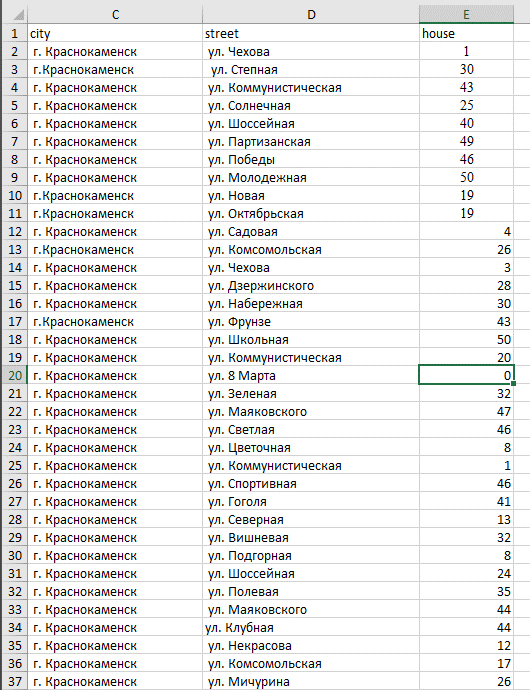 C D E
1 city street house
2 г. Краснокаменск ул. Чехова 1
3 г.Краснокаменск ул. Степная 30
4 г. Краснокаменск ул. Коммунистическая 43
5 г. Краснокаменск ул. Солнечная 25
6 г. Краснокаменск ул. Шоссейная 40
7 г. Краснокаменск ул. Партизанская 49
8 г. Краснокаменск ул. Победы 46
9 г. Краснокаменск ул. Молодежная 50
10 г.Краснокаменск ул. Новая 19
11 г.Краснокаменск ул. Октябрьская 19
12 г. Краснокаменск ул. Садовая 4
13 г.Краснокаменск ул. Комсомольская 26
14 г. Краснокаменск ул. Чехова 3
15 г. Краснокаменск ул. Дзержинского 28
16 г. Краснокаменск ул. Набережная 30
17 г.Краснокаменск ул. Фрунзе 43
18 г. Краснокаменск ул. Школьная 50
19 г. Краснокаменск ул. Коммунистическая 20
20 г. Краснокаменск ул. 8 Марта 0
21 г. Краснокаменск ул. Зеленая 32
22 г. Краснокаменск ул. Маяковского 47
23 г. Краснокаменск ул. Светлая 46
24 г. Краснокаменск ул. Цветочная 8
25 г. Краснокаменск ул. Коммунистическая 1
26 г. Краснокаменск ул. Спортивная 46
27 г. Краснокаменск ул. Гоголя 41
28 г. Краснокаменск ул. Северная 13
29 г. Краснокаменск ул. Вишневая 32
30 г. Краснокаменск ул. Подгорная 8
31 г. Краснокаменск ул. Шоссейная 24
32 г. Краснокаменск ул. Полевая 35
33 г. Краснокаменск ул. Маяковского 44
34 г. Краснокаменск ул. Клубная 44
35 г. Краснокаменск ул. Некрасова 12
36 г. Краснокаменск ул. Комсомольская 17
37 г. Краснокаменск ул. Мичурина 26